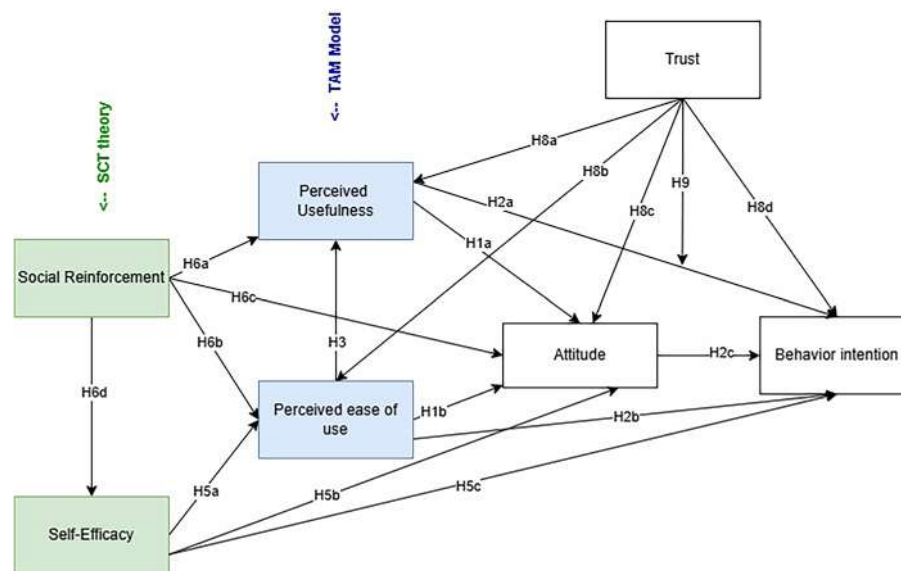 <-- SCT theory
<-- TAM Model
Trust
H8a
H8b
Perceived
Usefulness
H2a
H9
H8c
H8d
H1a
Social Reinforcement
H6a
H6c
H6b
H3
Attitude
H2c
Behavior intention
H6d
Perceived ease of
use
H1b
H2b
H5a
H5b
H5c
Self-Efficacy